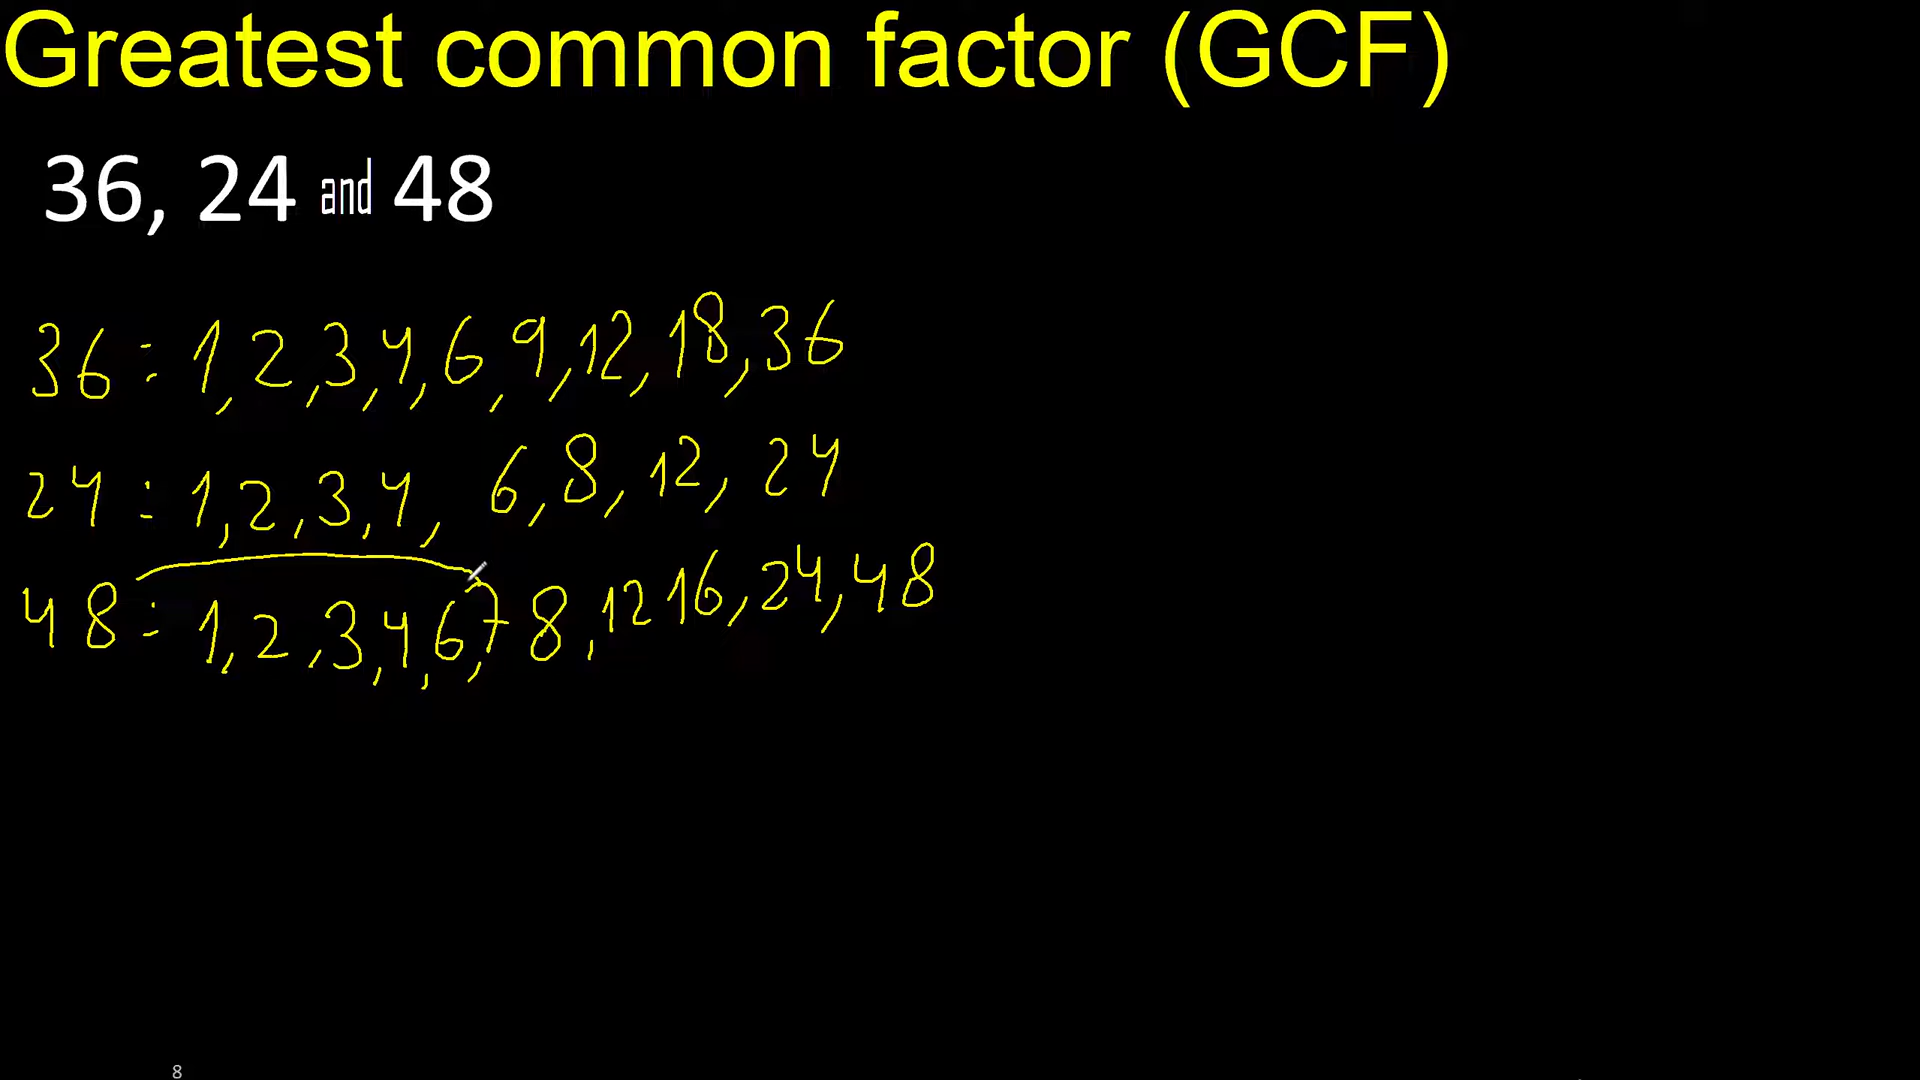 Greatest common factor (GCF)
36, 24 and 48
36 = 1, 2, 3, 4, 6, 9, 12, 18, 36
24 = 1, 2, 3, 4, 6, 8, 12, 24
48 = 1, 2, 3, 4, 6, 7 8, 12 16, 24, 48
8